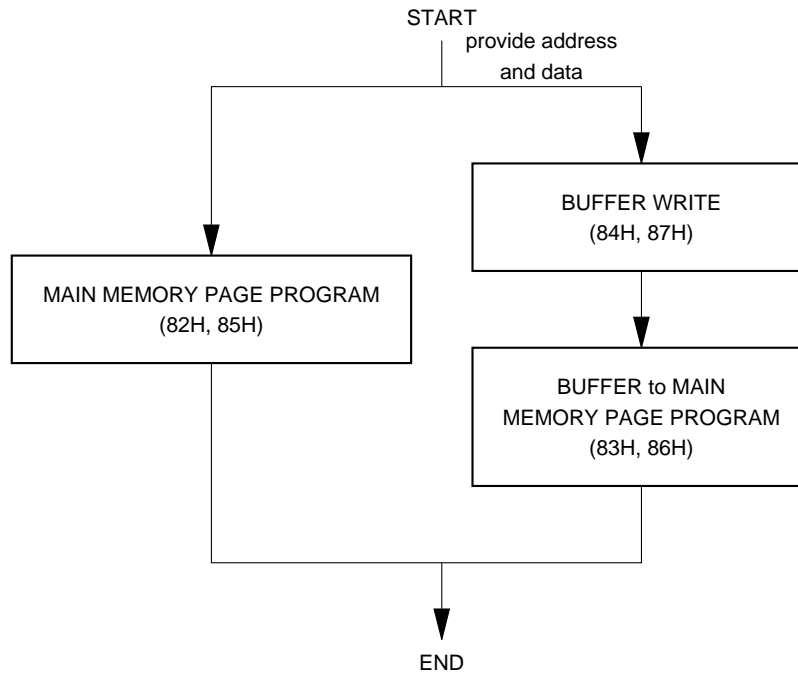 START
provide address
and data
BUFFER WRITE
(84H, 87H)
MAIN MEMORY PAGE PROGRAM
(82H, 85H)
BUFFER to MAIN
MEMORY PAGE PROGRAM
(83H, 86H)
END